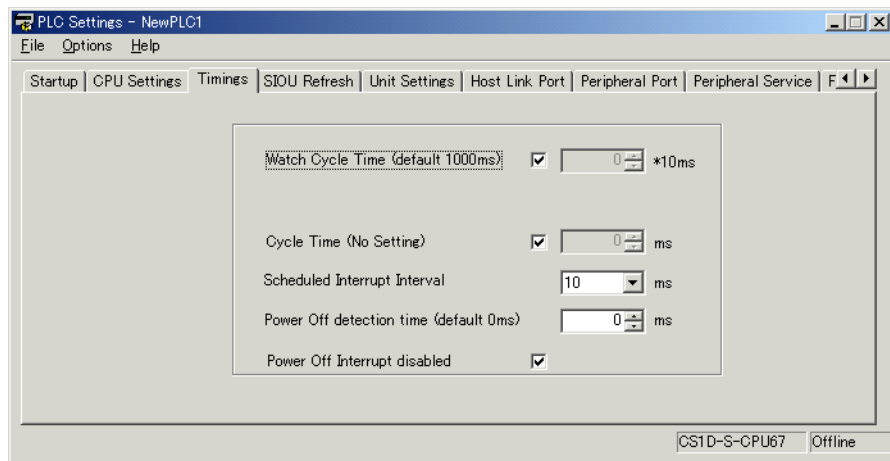 PLC Settings - NewPLC1
File Options Help
Startup CPU Settings Timings SIOU Refresh Unit Settings Host Link Port Peripheral Port Peripheral Service F
Watch Cycle Time (default 1000ms) 0 *10ms
Cycle Time (No Setting) 0 ms
Scheduled Interrupt Interval 10 ms
Power Off detection time (default 0ms) 0 ms
Power Off Interrupt disabled
CS1D-S-CPU67 Offline